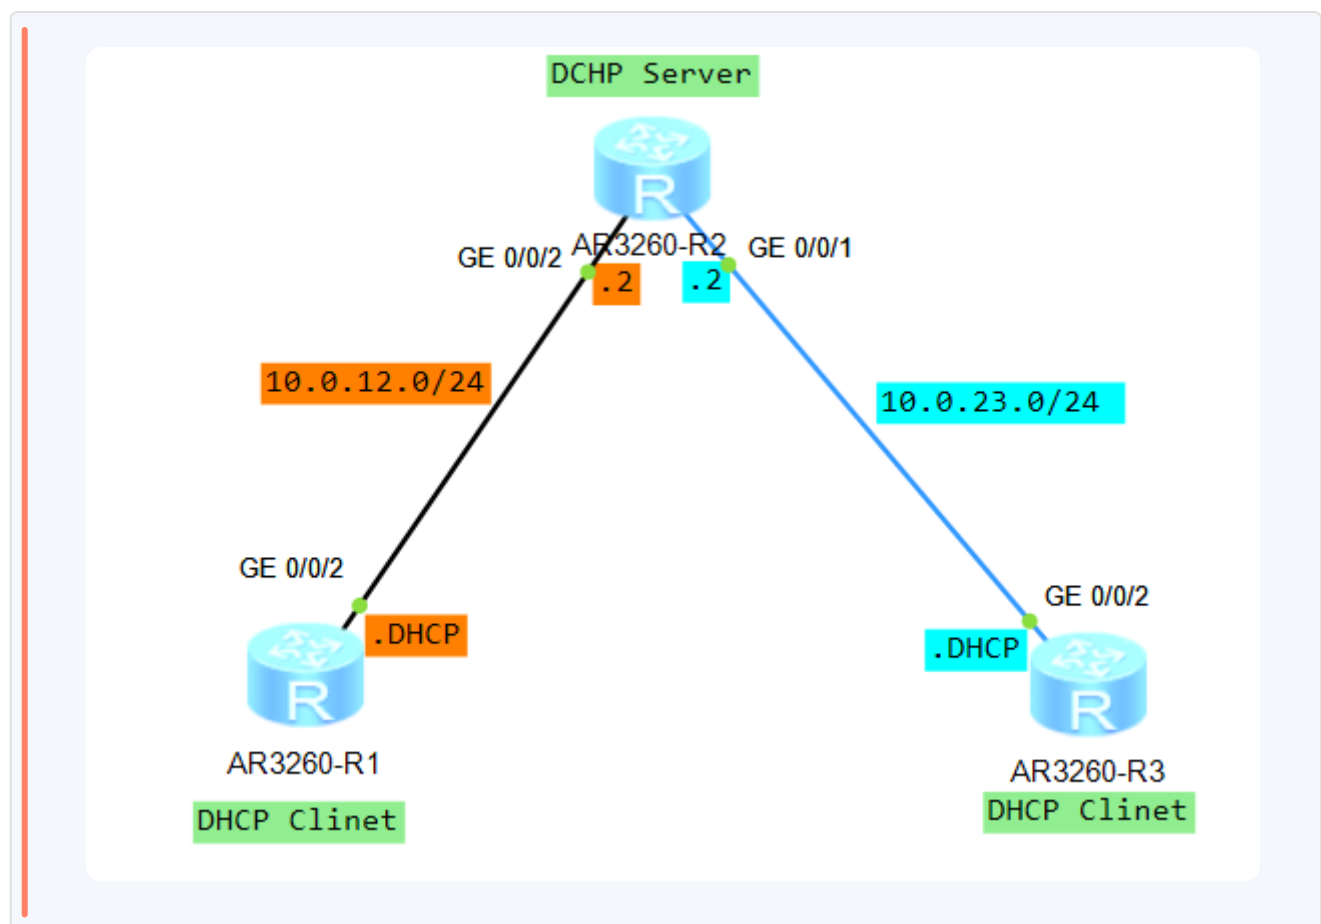 DCHP Server
R
AR3260-R2
GE 0/0/2
GE 0/0/1
.2
.2
10.0.12.0/24
10.0.23.0/24
GE 0/0/2
GE 0/0/2
.DHCP
.DHCP
R
R
AR3260-R1
AR3260-R3
DHCP Clinet
DHCP Clinet